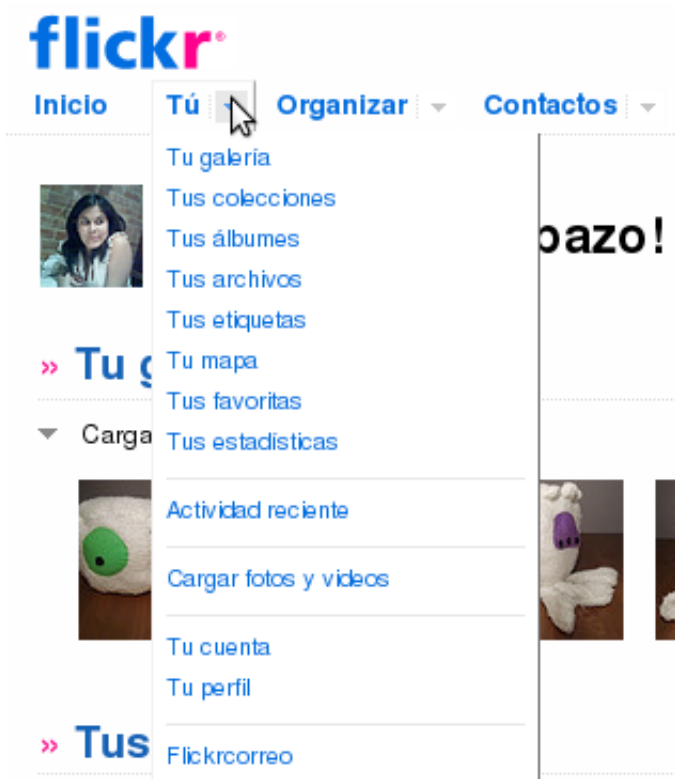 flickr®
Inicio Tú Organizar Contactos
Tu galería
Tus colecciones
Tus álbumes
pazo!
Tus archivos
Tus etiquetas
Tu mapa
» Tu g
Tus favoritas
Carga
Tus estadísticas
Actividad reciente
Cargar fotos y videos
Tu cuenta
Tu perfil
» Tus
Flickrcorreo